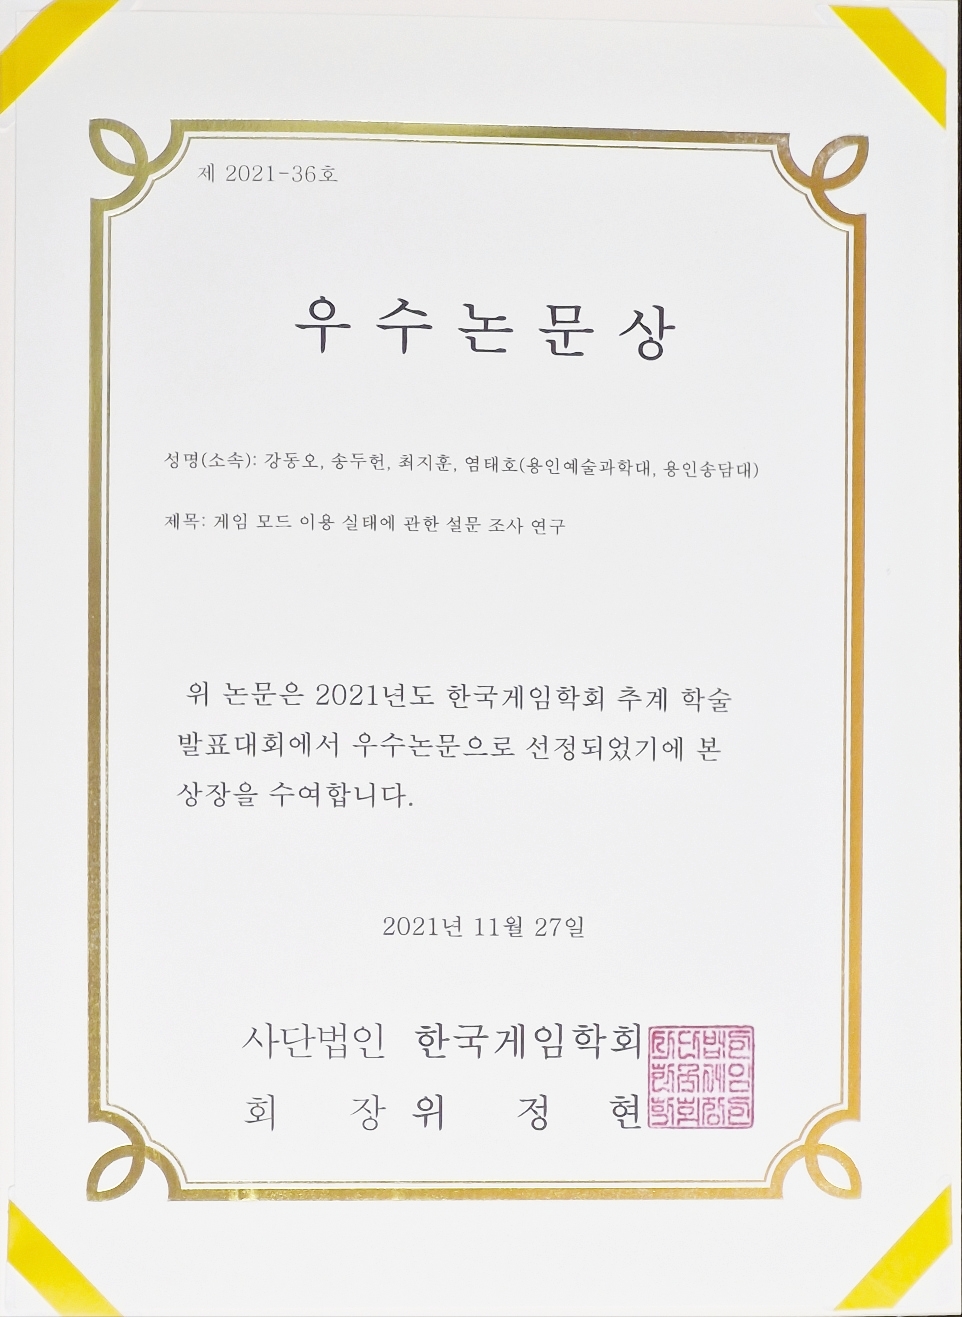 제 2021-36호
우수논문상
성명(소속): 강동오, 송두헌, 최지훈, 염태호(용인예술과학대, 용인송담대)
제목: 게임 모드 이용 실태에 관한 설문 조사 연구
위 논문은 2021년도 한국게임학회 추계 학술
발표대회에서 우수논문으로 선정되었기에 본
상장을 수여합니다.
2021년 11월 27일
사단법인 한국게임학회
회 장 위 정 현